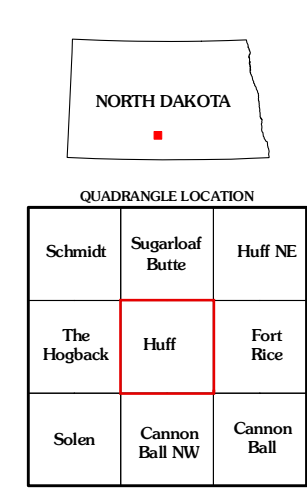 NORTH DAKOTA
QUADRANGLE LOCATION
Schmidt
Sugarloaf
Butte
Huff NE
The
Hogback
Huff
Fort
Rice
Solen
Cannon
Ball NW
Cannon
Ball